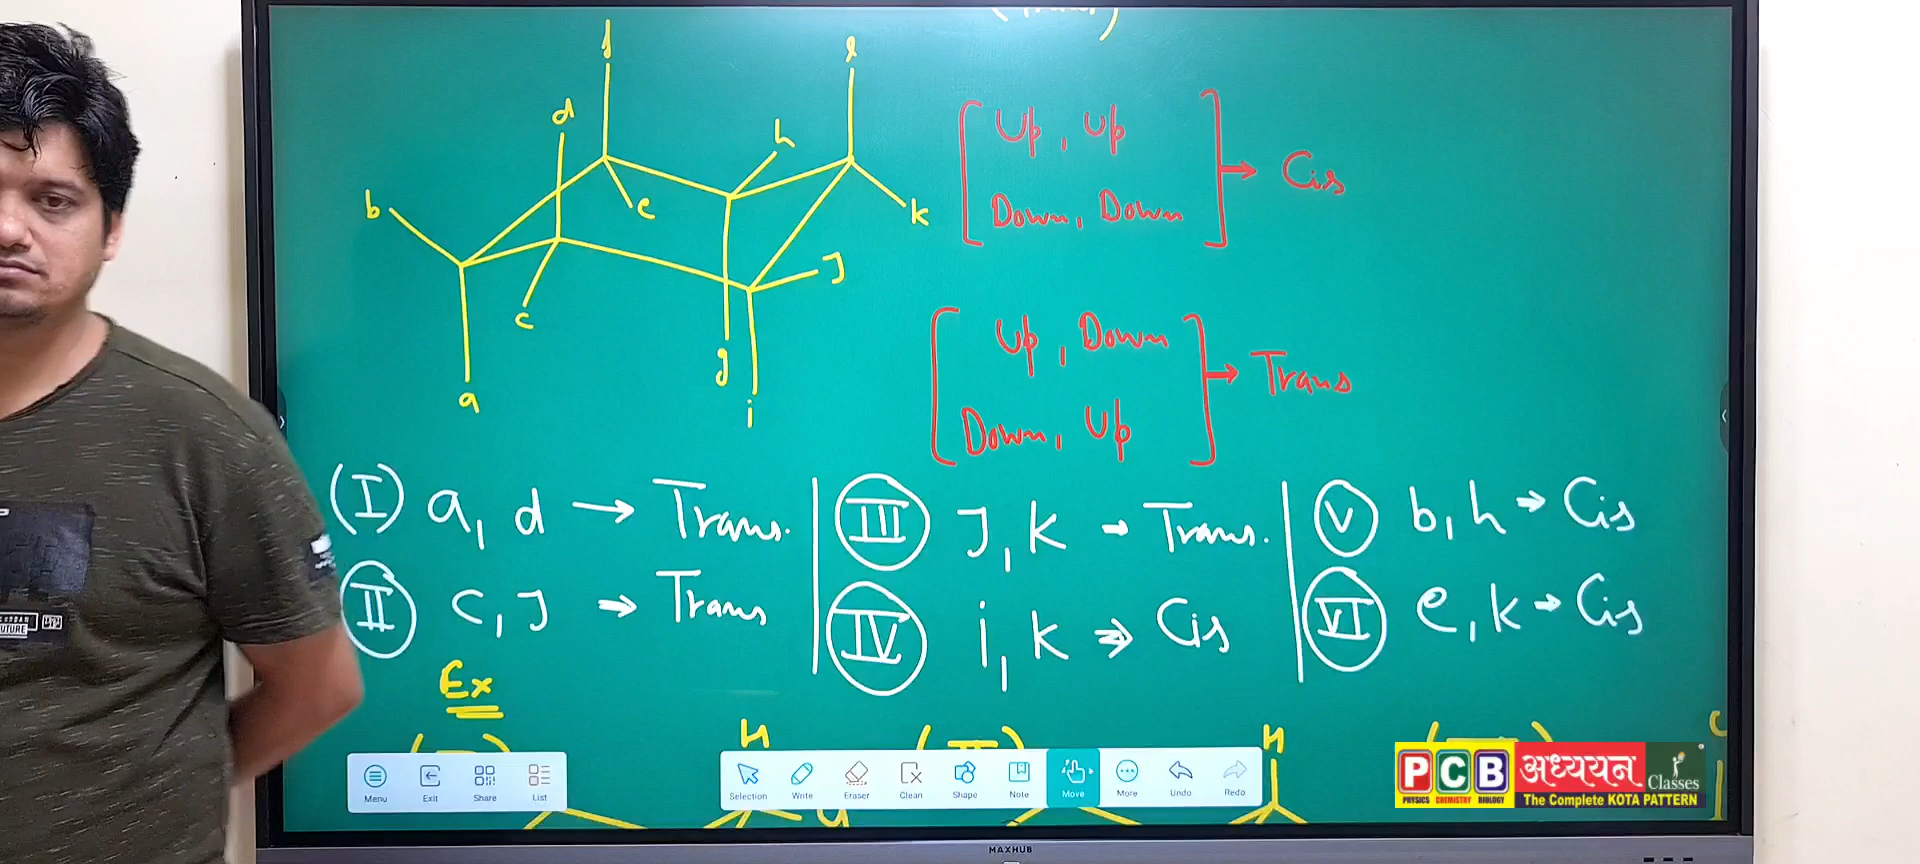 l
d
h
b
e
k
J
c
g
a
i
Up, Up
Down, Down
→ Cis
Up, Down
Down, Up
→ Trans
(I) a, d → Trans.
II c, J → Trans
III J, k → Trans.
IV i, k → Cis
V b, h → Cis
VI e, k → Cis
Ex
H
H
Menu
Exit
Share
List
Selection
Write
Eraser
Clean
Shape
Note
Move
More
Undo
Redo
PCB अध्ययन Classes
PHYSICS CHEMISTRY BIOLOGY The Complete KOTA PATTERN
MAXHUB